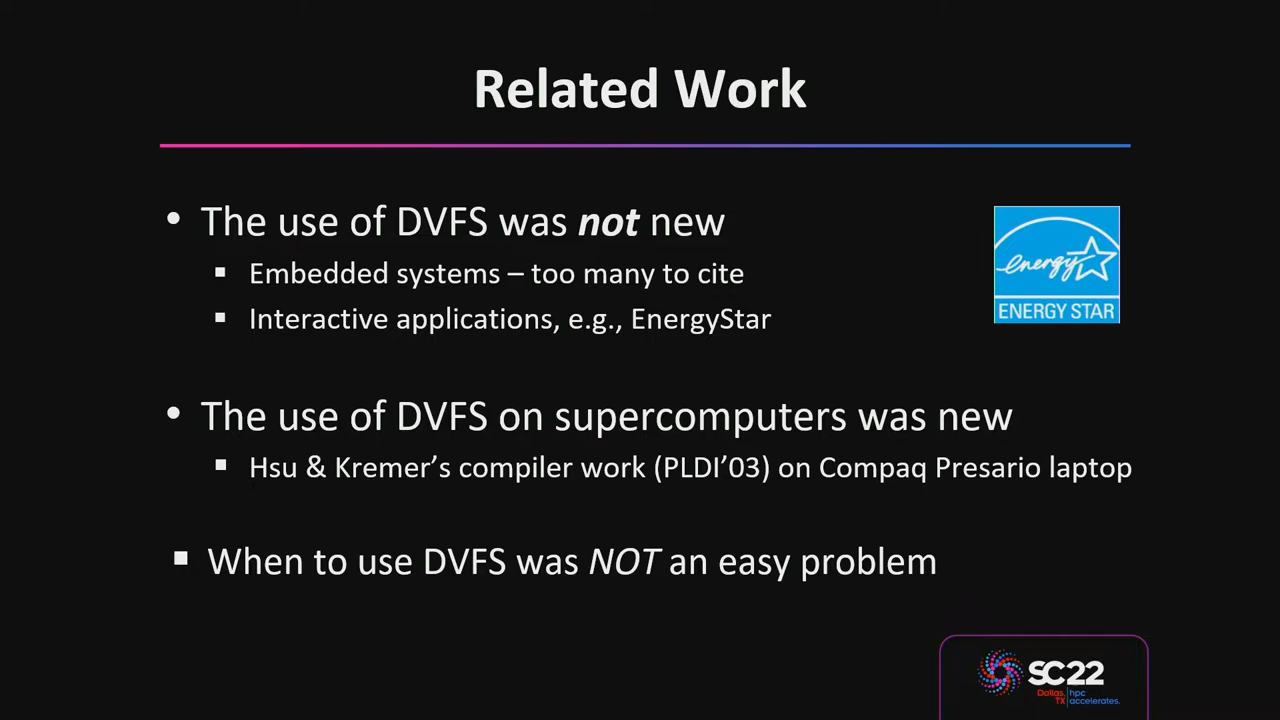 Related Work
• The use of DVFS was not new
▪ Embedded systems – too many to cite
▪ Interactive applications, e.g., EnergyStar
energy
ENERGY STAR
• The use of DVFS on supercomputers was new
▪ Hsu & Kremer’s compiler work (PLDI’03) on Compaq Presario laptop
▪ When to use DVFS was NOT an easy problem
SC22
Dallas, TX | hpc accelerates.